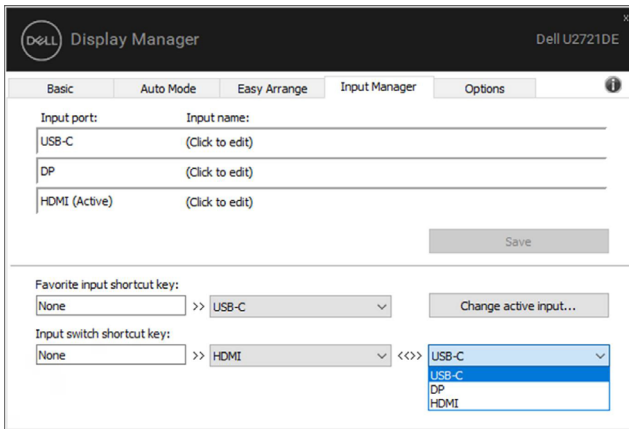 x
DELL Display Manager Dell U2721DE
Basic Auto Mode Easy Arrange Input Manager Options i
Input port: Input name:
USB-C (Click to edit)
DP (Click to edit)
HDMI (Active) (Click to edit)
Save
Favorite input shortcut key:
None >> USB-C Change active input...
Input switch shortcut key:
None >> HDMI <<>> USB-C
USB-C
DP
HDMI